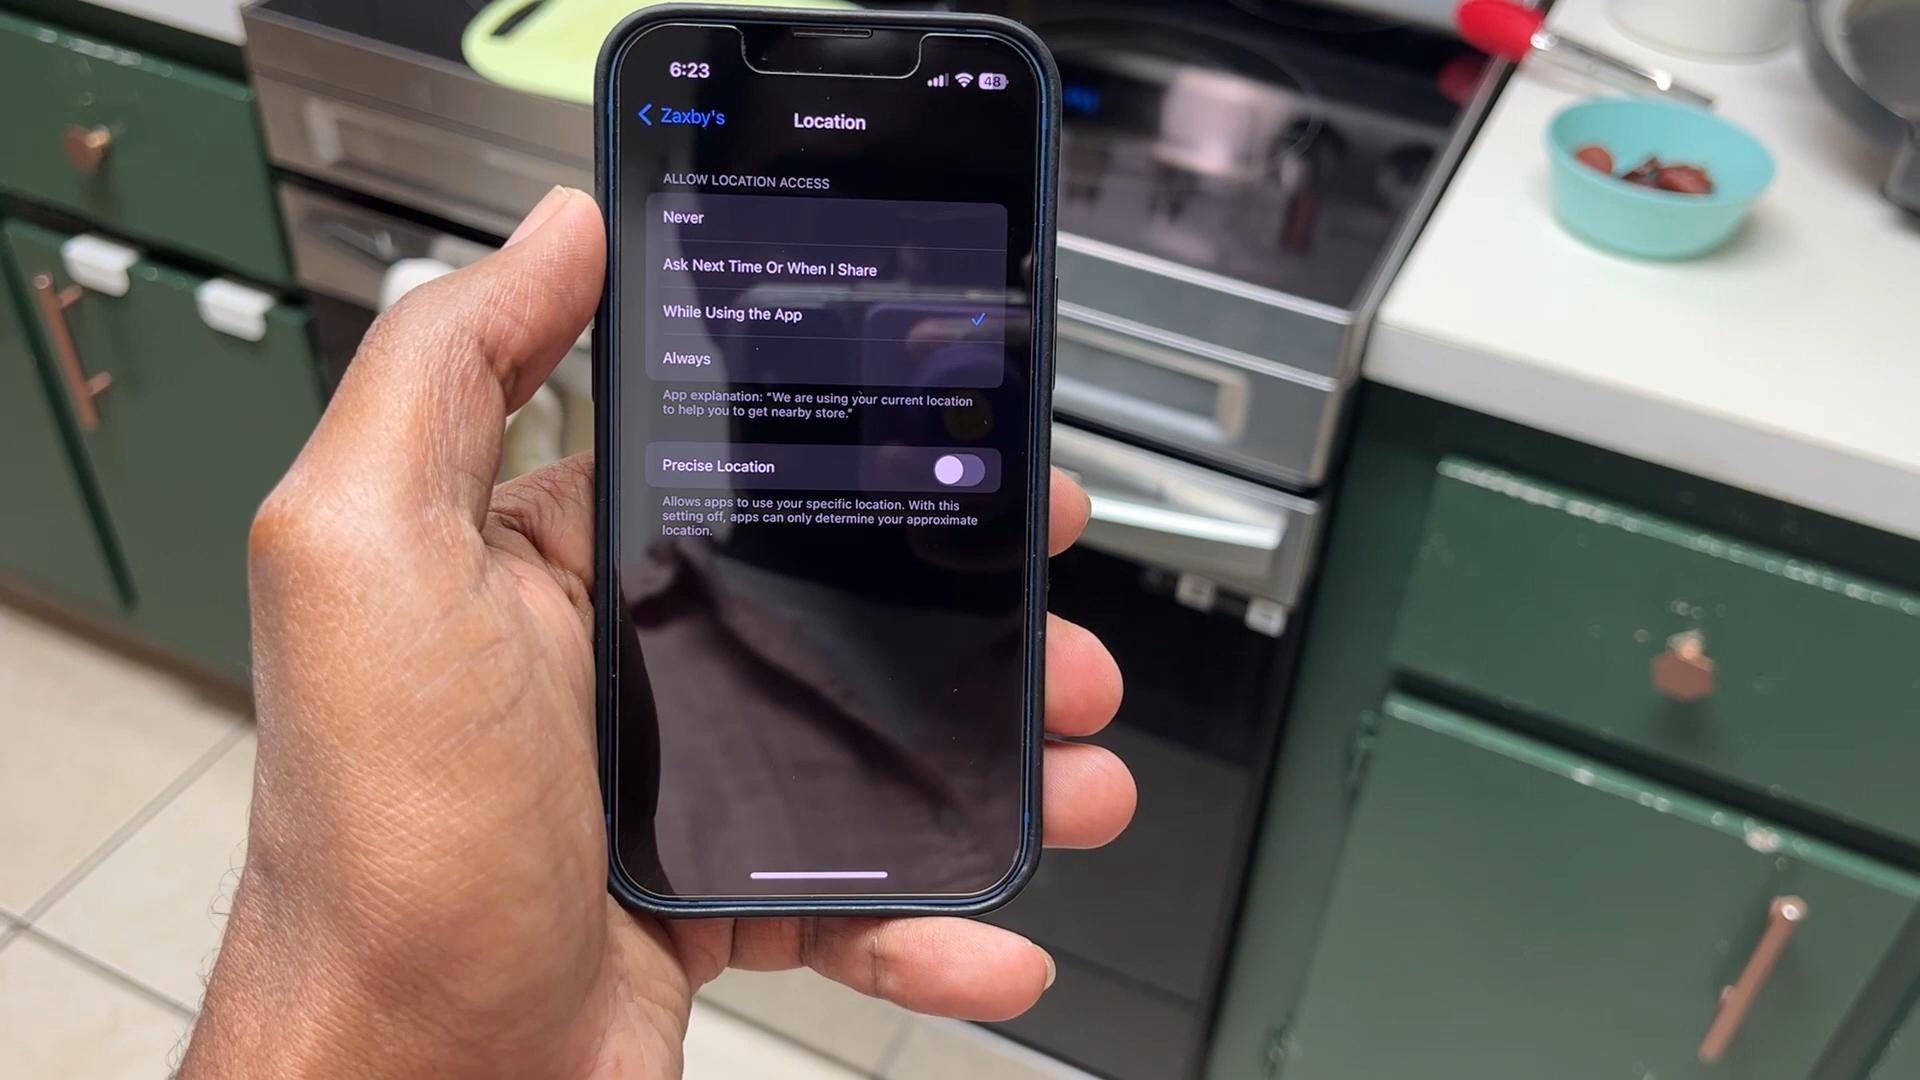 6:23
48
Zaxby's
Location
ALLOW LOCATION ACCESS
Never
Ask Next Time Or When I Share
While Using the App
Always
App explanation: "We are using your current location
to help you to get nearby store."
Precise Location
Allows apps to use your specific location. With this
setting off, apps can only determine your approximate
location.